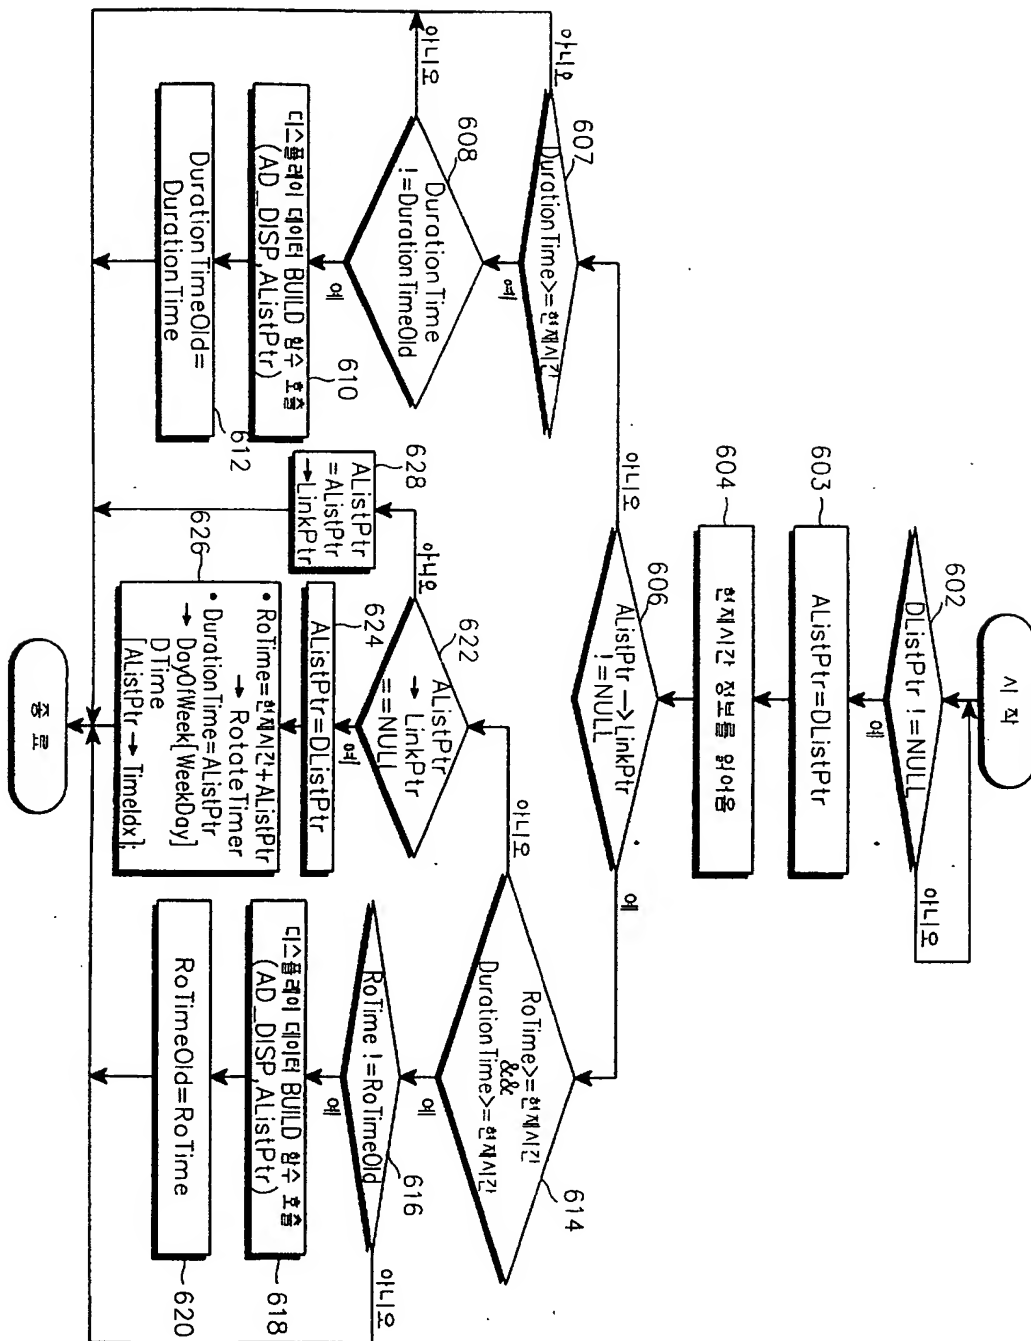 시 작
602
DListPtr !=NULL
아니오
예
603
AListPtr=DListPtr
604
현재시간 정보를 읽어옴
606
AListPtr→LinkPtr
!=NULL
아니오
예
607
DurationTime>=현재시간
아니오
예
608
DurationTime
!=DurationTimeOld
아니오
예
디스플레이 데이터 BUILD 함수 호출
(AD_DISP,AListPtr)
610
DurationTimeOld=
DurationTime
612
RoTime>=현재시간
&&
DurationTime>=현재시간
614
아니오
예
RoTime !=RoTimeOld
616
아니오
예
디스플레이 데이터 BUILD 함수 호출
(AD_DISP,AListPtr)
618
RoTimeOld=RoTime
620
622
AListPtr
→ LinkPtr
==NULL
아니오
예
624
AListPtr=DListPtr
626
• RoTime=현재시간+AListPtr
→ RotateTimer
• DurationTime=AListPtr
→ DayOfWeek[WeekDay]
DTime
[AListPtr → TimeIdx];
628
AListPtr
=AListPtr
→LinkPtr
종 료